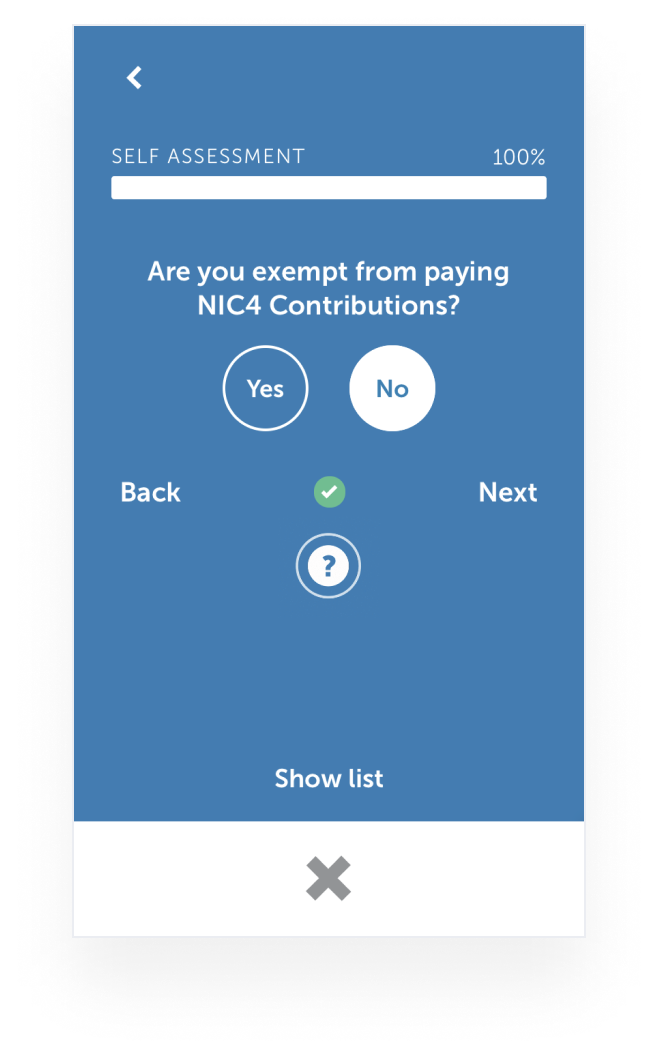 SELF ASSESSMENT 100%
Are you exempt from paying
NIC4 Contributions?
Yes No
Back Next
?
Show list